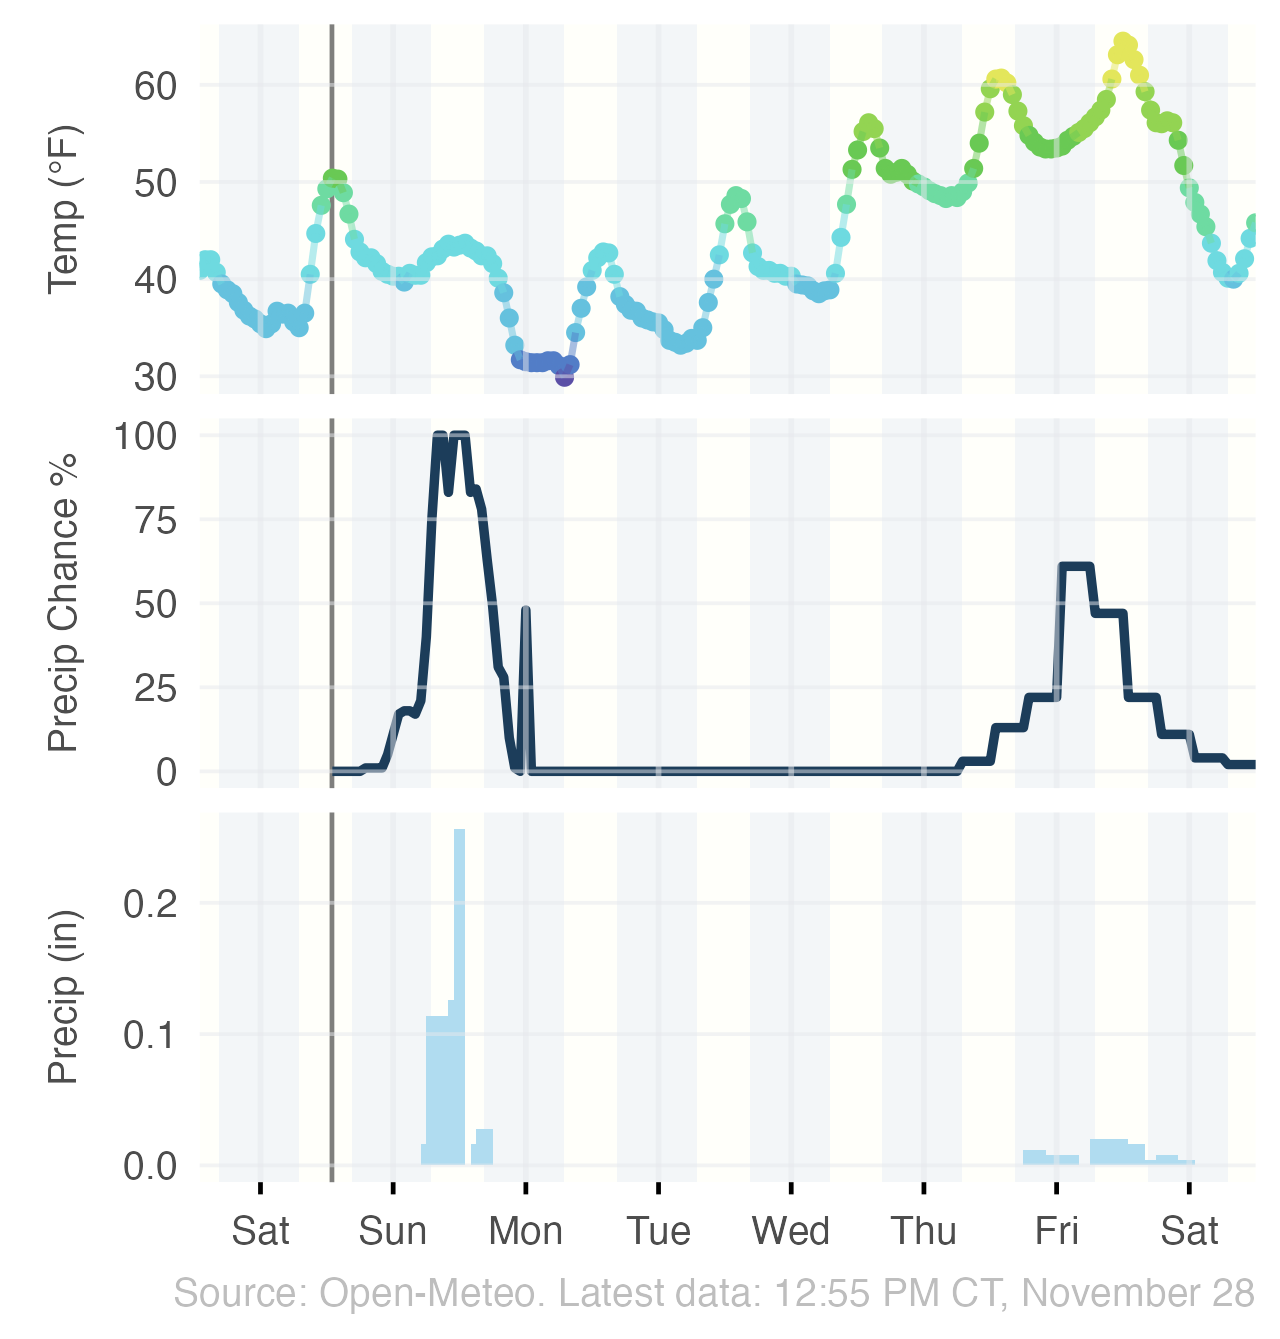 Temp (°F)
60
50
40
30
Precip Chance %
100
75
50
25
0
Precip (in)
0.2
0.1
0.0
Sat Sun Mon Tue Wed Thu Fri Sat
Source: Open-Meteo. Latest data: 12:55 PM CT, November 28